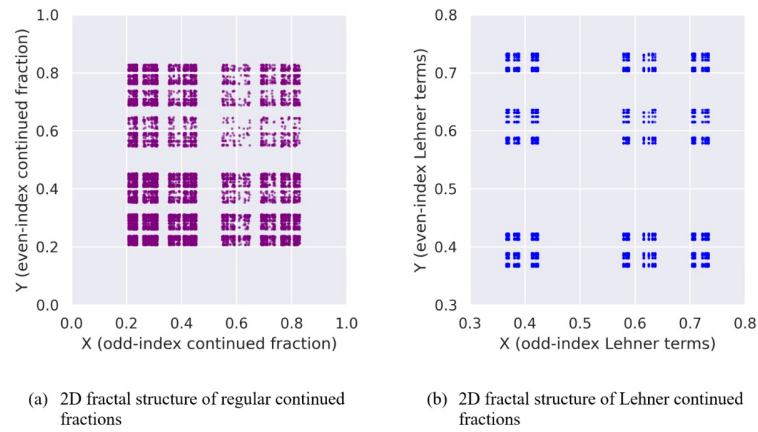 1.0
0.8
0.6
0.4
0.2
0.0
Y (even-index continued fraction)
0.0 0.2 0.4 0.6 0.8 1.0
X (odd-index continued fraction)
0.8
0.7
0.6
0.5
0.4
0.3
Y (even-index Lehner terms)
0.3 0.4 0.5 0.6 0.7 0.8
X (odd-index Lehner terms)
(a) 2D fractal structure of regular continued
fractions
(b) 2D fractal structure of Lehner continued
fractions